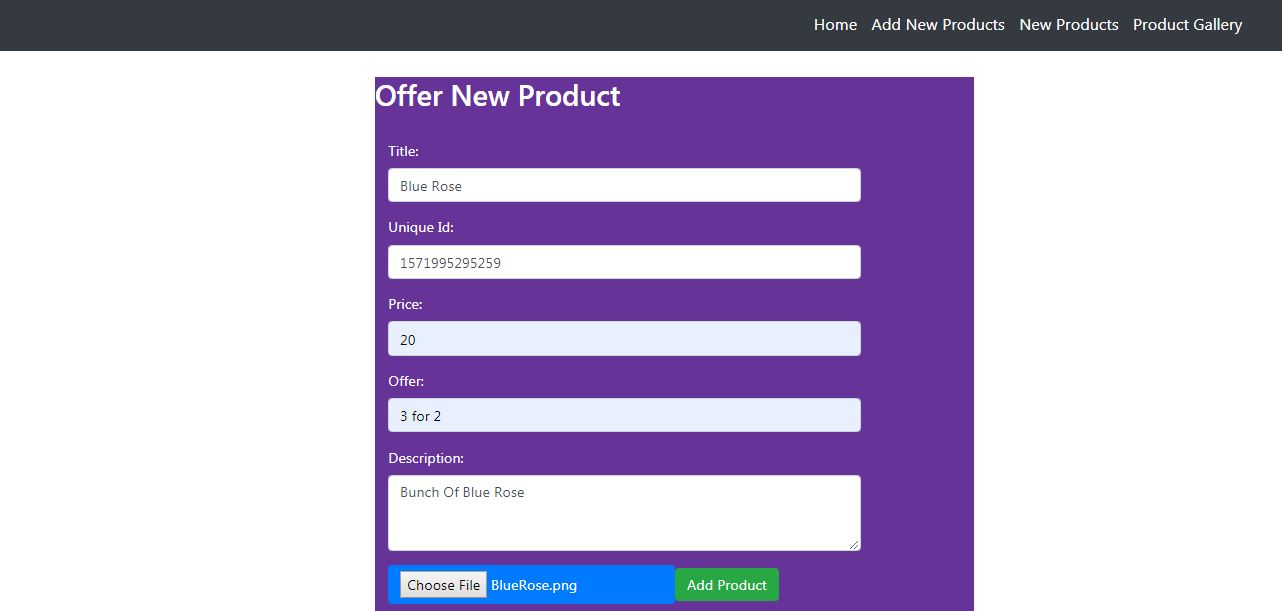 Home Add New Products New Products Product Gallery
Offer New Product
Title:
Blue Rose
Unique Id:
1571995295259
Price:
20
Offer:
3 for 2
Description:
Bunch Of Blue Rose
Choose File BlueRose.png Add Product